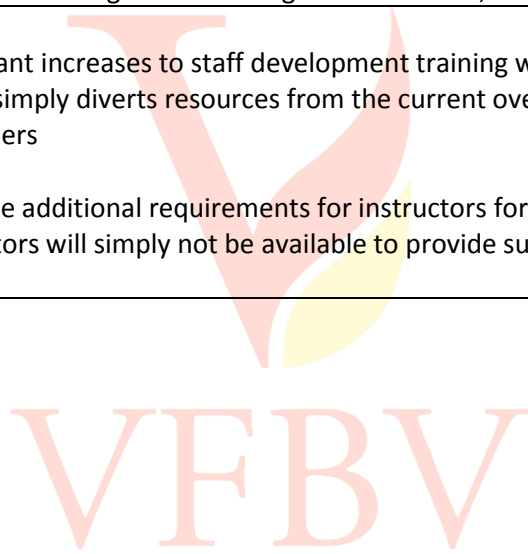 ant increases to staff development training w
simply diverts resources from the current ove
ers
e additional requirements for instructors for
tors will simply not be available to provide su
VFBV